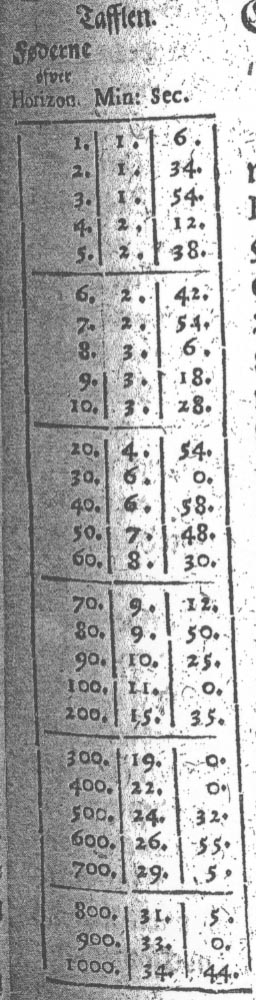 Tafflen.
Føderne
ofver
Horizon. Min: Sec.
1. 1. 6.
2. 1. 34.
3. 1. 54.
4. 2. 12.
5. 2. 38.
6. 2. 42.
7. 2. 54.
8. 3. 6.
9. 3. 18.
10. 3. 28.
20. 4. 54.
30. 6. 0.
40. 6. 58.
50. 7. 48.
60. 8. 30.
70. 9. 12.
80. 9. 50.
90. 10. 25.
100. 11. 0.
200. 15. 35.
300. 19. 0.
400. 22. 0.
500. 24. 32.
600. 26. 55.
700. 29. 5.
800. 31. 5.
900. 33. 0.
1000. 34. 44.